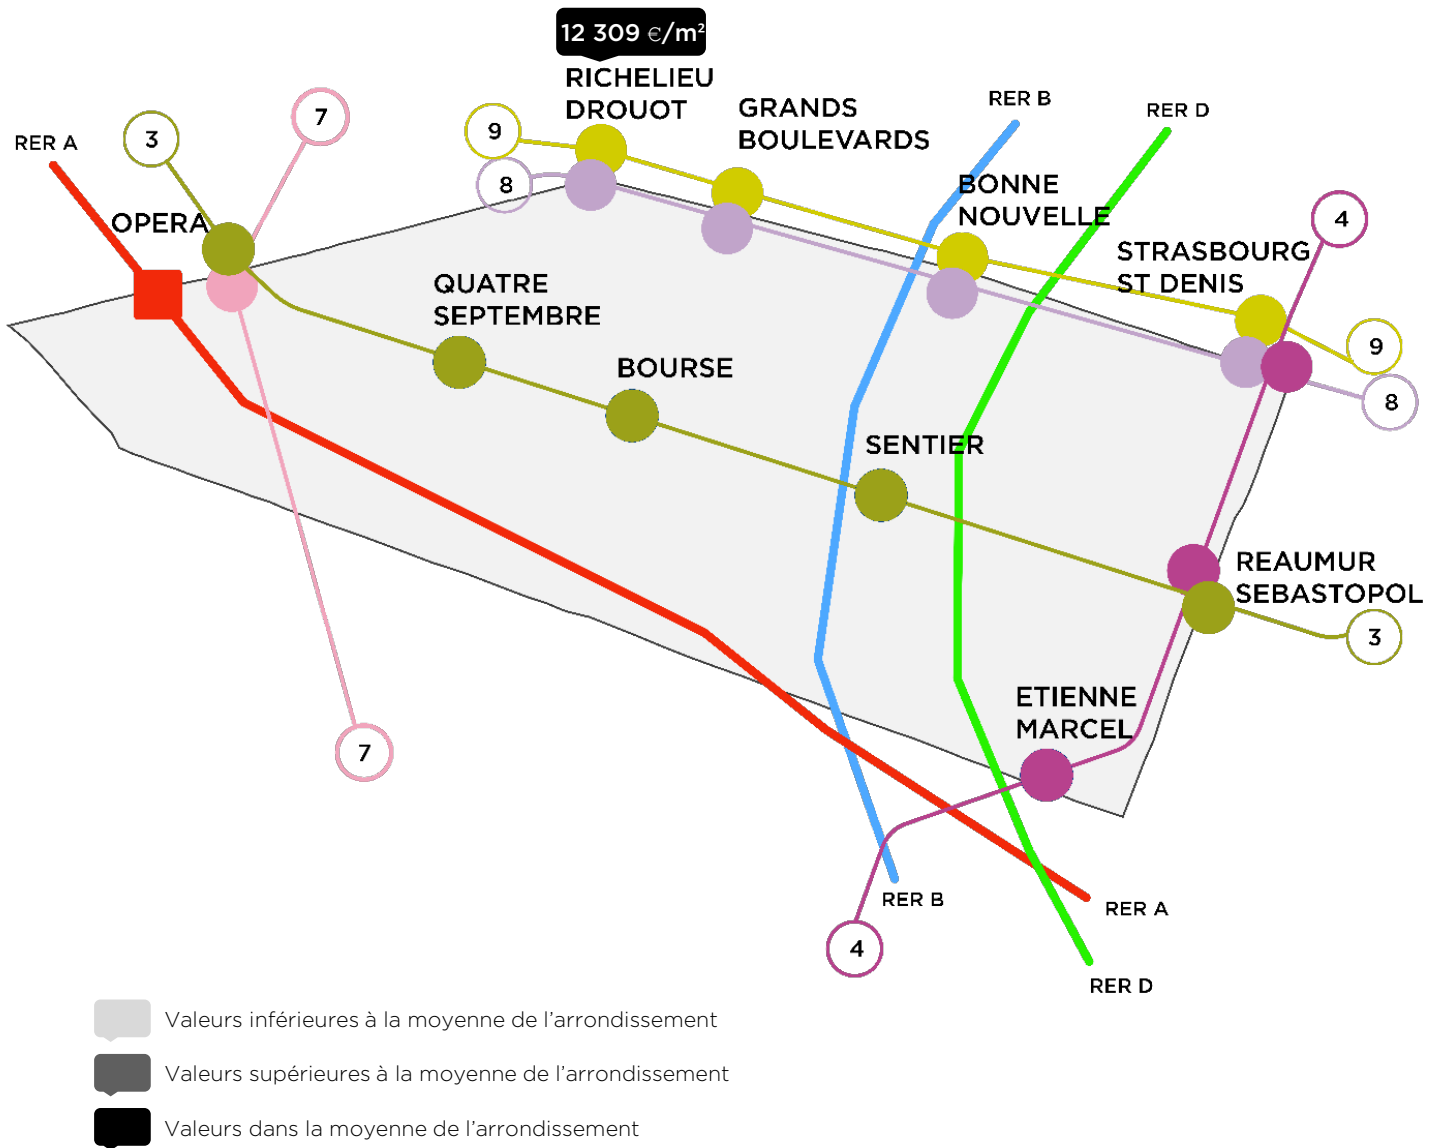 12 309 €/m²
RICHELIEU
DROUOT
GRANDS
BOULEVARDS
RER B
RER D
7
3
9
RER A
8
BONNE
NOUVELLE
4
OPERA
STRASBOURG
ST DENIS
QUATRE
SEPTEMBRE
9
BOURSE
8
SENTIER
REAUMUR
SEBASTOPOL
3
ETIENNE
MARCEL
7
RER B
RER A
4
RER D
Valeurs inférieures à la moyenne de l'arrondissement
Valeurs supérieures à la moyenne de l'arrondissement
Valeurs dans la moyenne de l'arrondissement